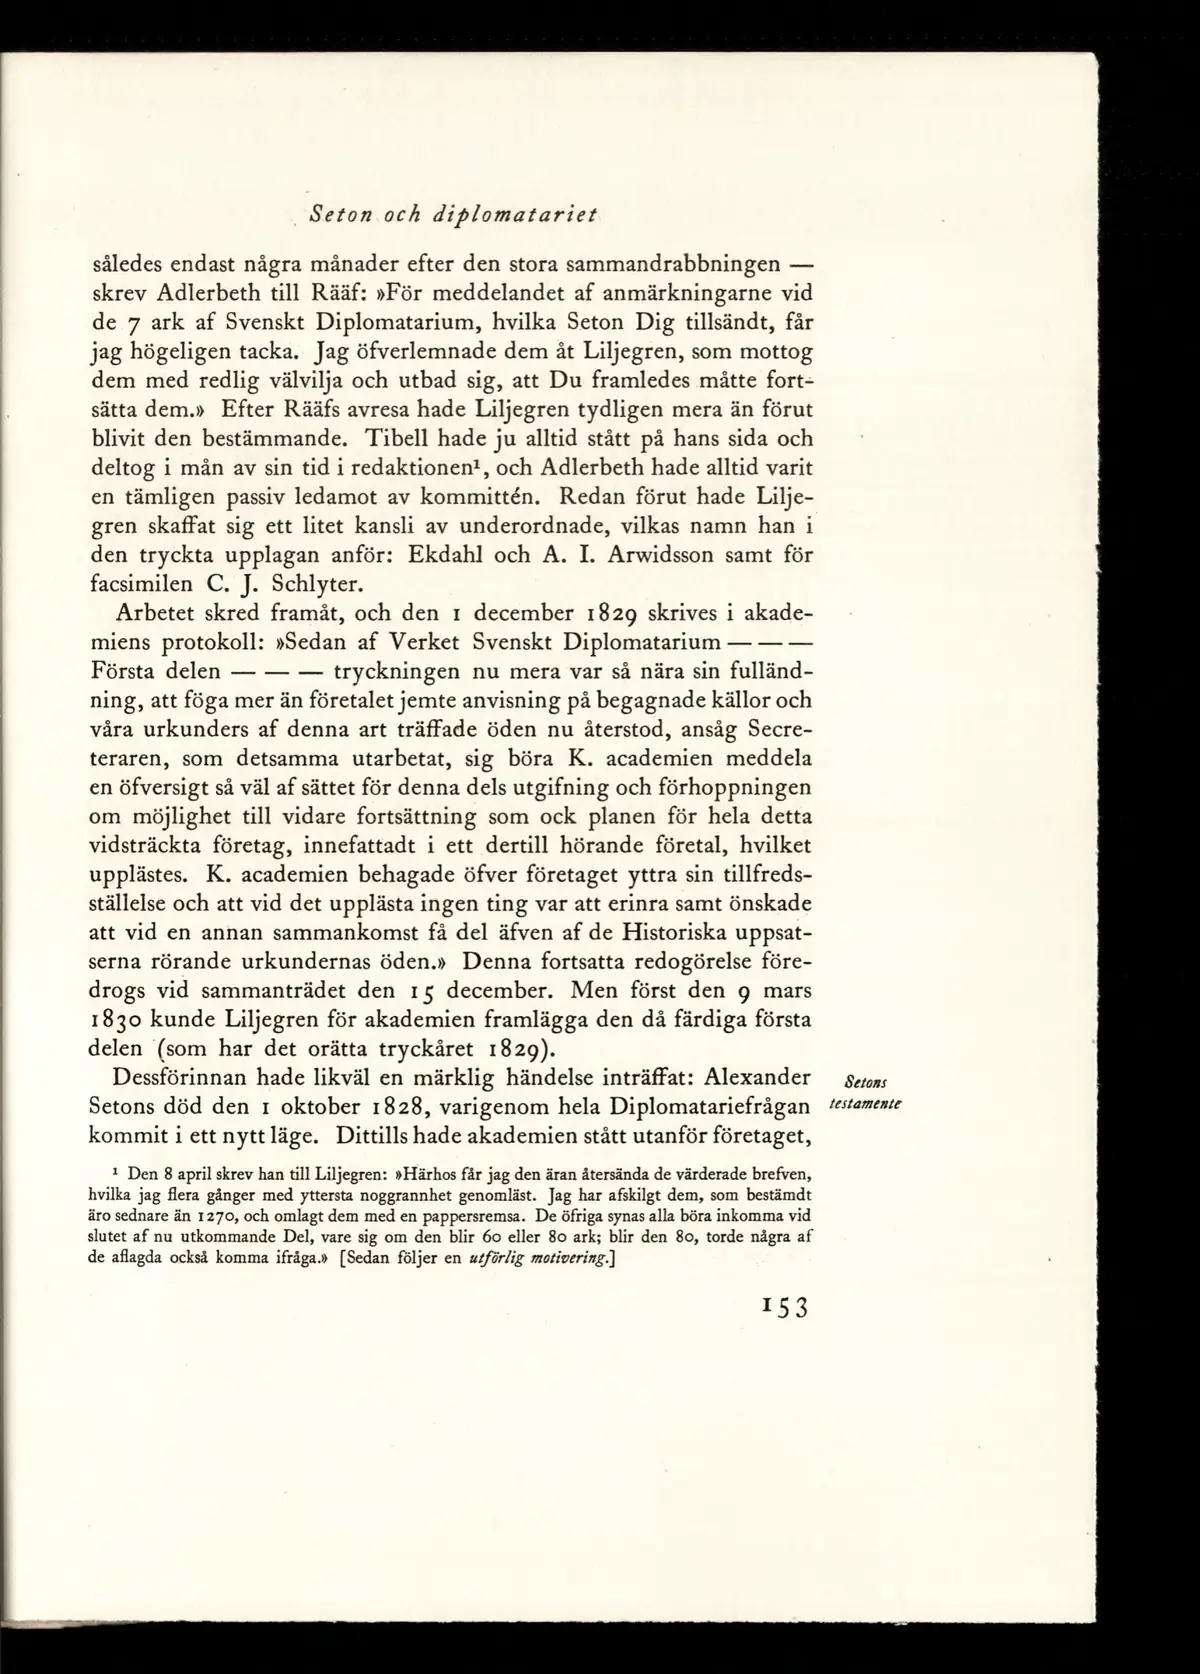 Seton och diplomatariet
således endast några månader efter den stora sammandrabbningen —
skrev Adlerbeth till Rääf: »För meddelandet af anmärkningarne vid
de 7 ark af Svenskt Diplomatarium, hvilka Seton Dig tillsändt, får
jag högeligen tacka. Jag öfverlemnade dem åt Liljegren, som mottog
dem med redlig välvilja och utbad sig, att Du framledes måtte fort-
sätta dem.» Efter Rääfs avresa hade Liljegren tydligen mera än förut
blivit den bestämmande. Tibell hade ju alltid stått på hans sida och
deltog i mån av sin tid i redaktionen¹, och Adlerbeth hade alltid varit
en tämligen passiv ledamot av kommittén. Redan förut hade Lilje-
gren skaffat sig ett litet kansli av underordnade, vilkas namn han i
den tryckta upplagan anför: Ekdahl och A. I. Arwidsson samt för
facsimilen C. J. Schlyter.
Arbetet skred framåt, och den 1 december 1829 skrives i akade-
miens protokoll: »Sedan af Verket Svenskt Diplomatarium — — —
Första delen — — — tryckningen nu mera var så nära sin fulländ-
ning, att föga mer än företalet jemte anvisning på begagnade källor och
våra urkunders af denna art träffade öden nu återstod, ansåg Secre-
teraren, som detsamma utarbetat, sig böra K. academien meddela
en öfversigt så väl af sättet för denna dels utgifning och förhoppningen
om möjlighet till vidare fortsättning som ock planen för hela detta
vidsträckta företag, innefattadt i ett dertill hörande företal, hvilket
upplästes. K. academien behagade öfver företaget yttra sin tillfreds-
ställelse och att vid det upplästa ingen ting var att erinra samt önskade
att vid en annan sammankomst få del äfven af de Historiska uppsat-
serna rörande urkundernas öden.» Denna fortsatta redogörelse före-
drogs vid sammanträdet den 15 december. Men först den 9 mars
1830 kunde Liljegren för akademien framlägga den då färdiga första
delen (som har det orätta tryckåret 1829).
Dessförinnan hade likväl en märklig händelse inträffat: Alexander
Setons död den 1 oktober 1828, varigenom hela Diplomatariefrågan
kommit i ett nytt läge. Dittills hade akademien stått utanför företaget,
Setons
testamente
¹ Den 8 april skrev han till Liljegren: »Härhos får jag den äran återsända de värderade brefven,
hvilka jag flera gånger med yttersta noggrannhet genomläst. Jag har afskilgt dem, som bestämdt
äro sednare än 1270, och omlagt dem med en pappersremsa. De öfriga synas alla böra inkomma vid
slutet af nu utkommande Del, vare sig om den blir 60 eller 80 ark; blir den 80, torde några af
de aflagda också komma ifråga.» [Sedan följer en utförlig motivering.]
153